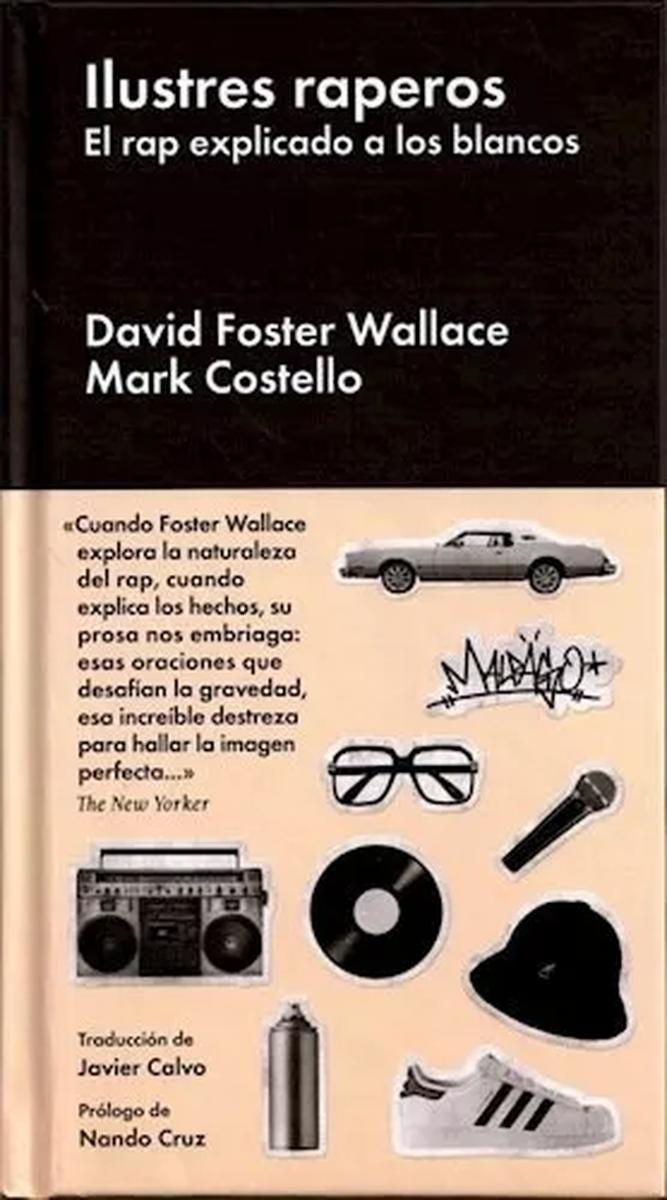 Ilustres raperos
El rap explicado a los blancos
David Foster Wallace
Mark Costello
«Cuando Foster Wallace
explora la naturaleza
del rap, cuando
explica los hechos, su
prosa nos embriaga:
esas oraciones que
desafían la gravedad,
esa increíble destreza
para hallar la imagen
perfecta...»
The New Yorker
MALPÄSO
Traducción de
Javier Calvo
Prólogo de
Nando Cruz